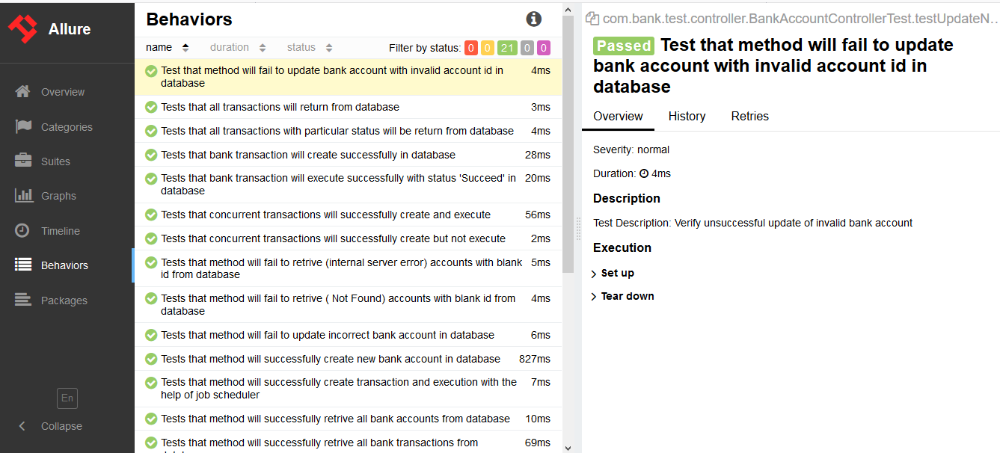 Allure
Overview
Categories
Suites
Graphs
Timeline
Behaviors
Packages
En
Collapse
Behaviors
name duration status Filter by status: 0 0 21 0 0
Test that method will fail to update bank account with invalid account id in 4ms
database
Tests that all transactions will return from database 3ms
Tests that all transactions with particular status will be return from database 4ms
Tests that bank transaction will create successfully in database 28ms
Tests that bank transaction will execute successfully with status 'Succeed' in 20ms
database
Tests that concurrent transactions will successfully create and execute 56ms
Tests that concurrent transactions will successfully create but not execute 2ms
Tests that method will fail to retrive (internal server error) accounts with blank 5ms
id from database
Tests that method will fail to retrive ( Not Found) accounts with blank id from 4ms
database
Tests that method will fail to update incorrect bank account in database 6ms
Tests that method will successfully create new bank account in database 827ms
Tests that method will successfully create transaction and execution with the 7ms
help of job scheduler
Tests that method will successfully retrive all bank accounts from database 10ms
Tests that method will successfully retrive all bank transactions from 69ms
com.bank.test.controller.BankAccountControllerTest.testUpdateN...
Passed Test that method will fail to update
bank account with invalid account id in
database
Overview History Retries
Severity: normal
Duration: 4ms
Description
Test Description: Verify unsuccessful update of invalid bank account
Execution
Set up
Tear down